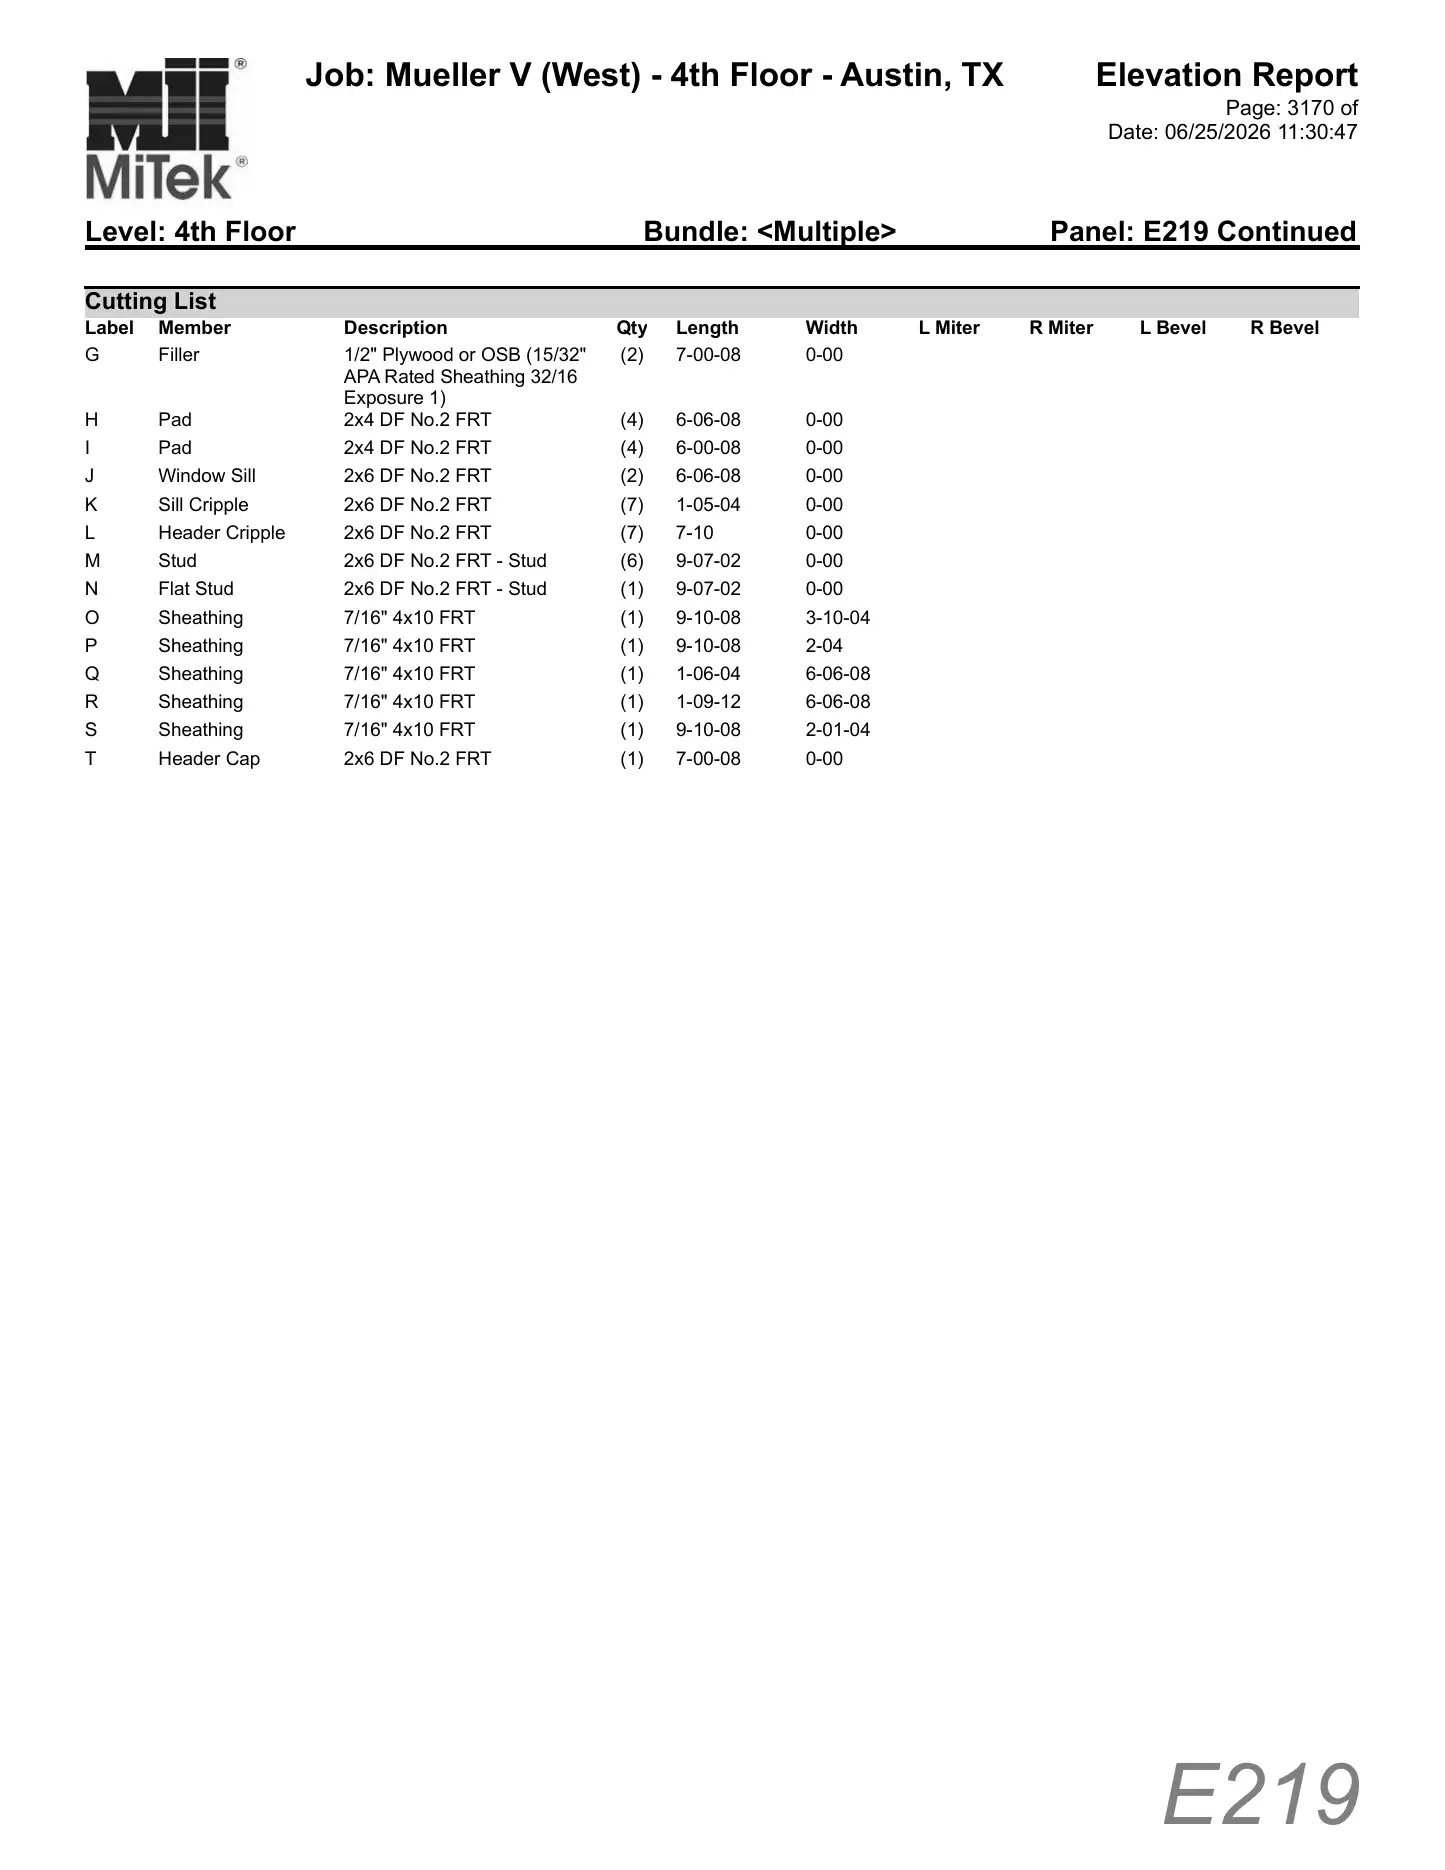 Job: Mueller V (West) - 4th Floor - Austin, TX
Elevation Report
Page: 3170 of
Date: 06/25/2026 11:30:47
MiTek®
Level: 4th Floor Bundle: <Multiple> Panel: E219 Continued
Cutting List
Label Member Description Qty Length Width L Miter R Miter L Bevel R Bevel
G Filler 1/2" Plywood or OSB (15/32" (2) 7-00-08 0-00
APA Rated Sheathing 32/16
Exposure 1)
H Pad 2x4 DF No.2 FRT (4) 6-06-08 0-00
I Pad 2x4 DF No.2 FRT (4) 6-00-08 0-00
J Window Sill 2x6 DF No.2 FRT (2) 6-06-08 0-00
K Sill Cripple 2x6 DF No.2 FRT (7) 1-05-04 0-00
L Header Cripple 2x6 DF No.2 FRT (7) 7-10 0-00
M Stud 2x6 DF No.2 FRT - Stud (6) 9-07-02 0-00
N Flat Stud 2x6 DF No.2 FRT - Stud (1) 9-07-02 0-00
O Sheathing 7/16" 4x10 FRT (1) 9-10-08 3-10-04
P Sheathing 7/16" 4x10 FRT (1) 9-10-08 2-04
Q Sheathing 7/16" 4x10 FRT (1) 1-06-04 6-06-08
R Sheathing 7/16" 4x10 FRT (1) 1-09-12 6-06-08
S Sheathing 7/16" 4x10 FRT (1) 9-10-08 2-01-04
T Header Cap 2x6 DF No.2 FRT (1) 7-00-08 0-00
E219